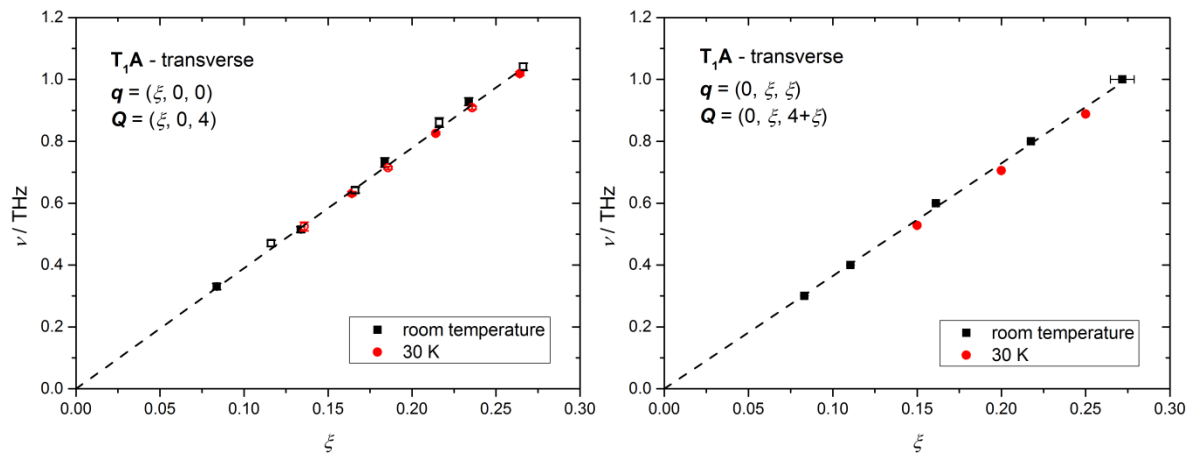 T₁A - transverse
q = (ξ, 0, 0)
Q = (ξ, 0, 4)
ν / THz
1.2
1.0
0.8
0.6
0.4
0.2
0.0
room temperature
30 K
0.00 0.05 0.10 0.15 0.20 0.25 0.30
ξ
T₁A - transverse
q = (0, ξ, ξ)
Q = (0, ξ, 4+ξ)
ν / THz
1.2
1.0
0.8
0.6
0.4
0.2
0.0
room temperature
30 K
0.00 0.05 0.10 0.15 0.20 0.25 0.30
ξ